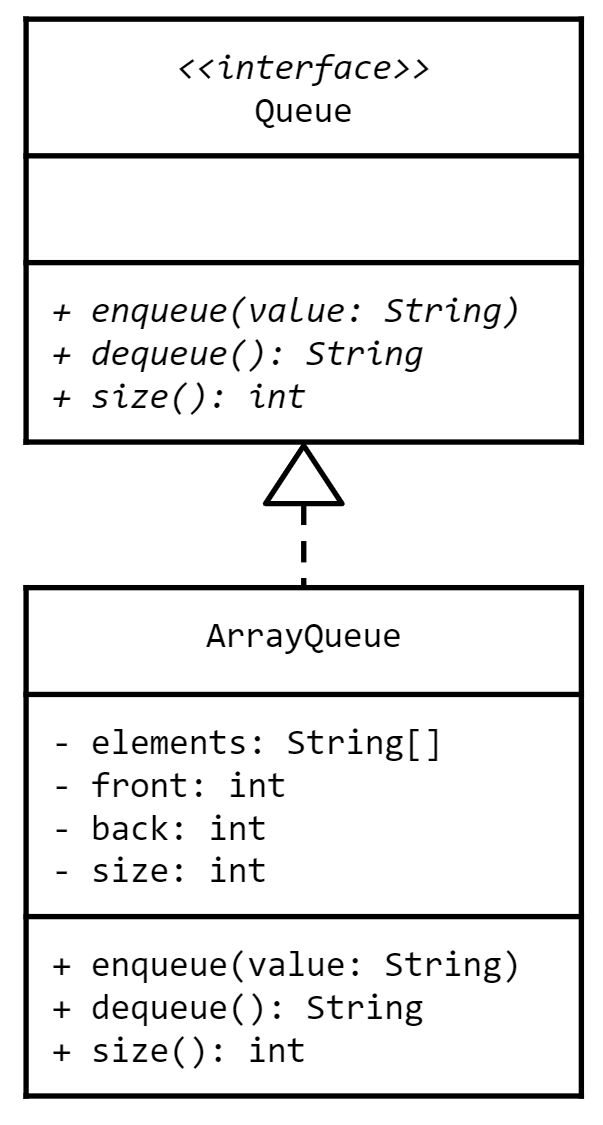 <<interface>>
Queue
+ enqueue(value: String)
+ dequeue(): String
+ size(): int
ArrayQueue
- elements: String[]
- front: int
- back: int
- size: int
+ enqueue(value: String)
+ dequeue(): String
+ size(): int